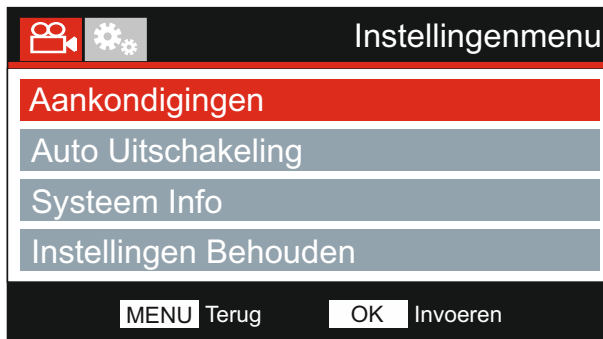 Instellingenmenu
Aankondigingen
Auto Uitschakeling
Systeem Info
Instellingen Behouden
MENU Terug OK Invoeren